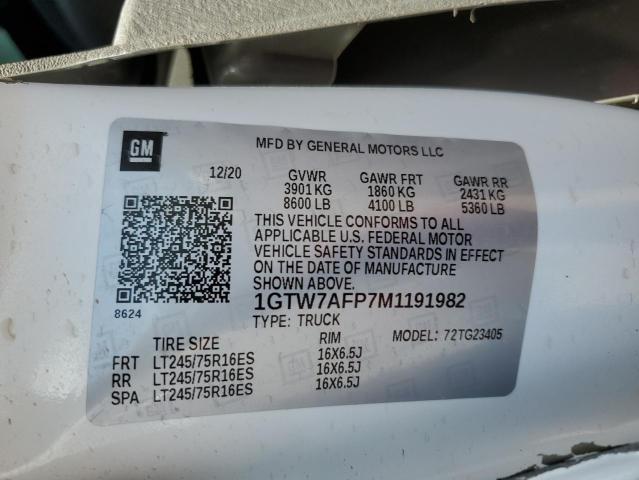 GM
MFD BY GENERAL MOTORS LLC
12/20 GVWR GAWR FRT GAWR RR
3901 KG 1860 KG 2431 KG
8600 LB 4100 LB 5360 LB
THIS VEHICLE CONFORMS TO ALL
APPLICABLE U.S. FEDERAL MOTOR
VEHICLE SAFETY STANDARDS IN EFFECT
ON THE DATE OF MANUFACTURE
SHOWN ABOVE.
8624
1GTW7AFP7M1191982
TYPE: TRUCK MODEL: 72TG23405
TIRE SIZE RIM
FRT LT245/75R16ES 16X6.5J
RR LT245/75R16ES 16X6.5J
SPA LT245/75R16ES 16X6.5J